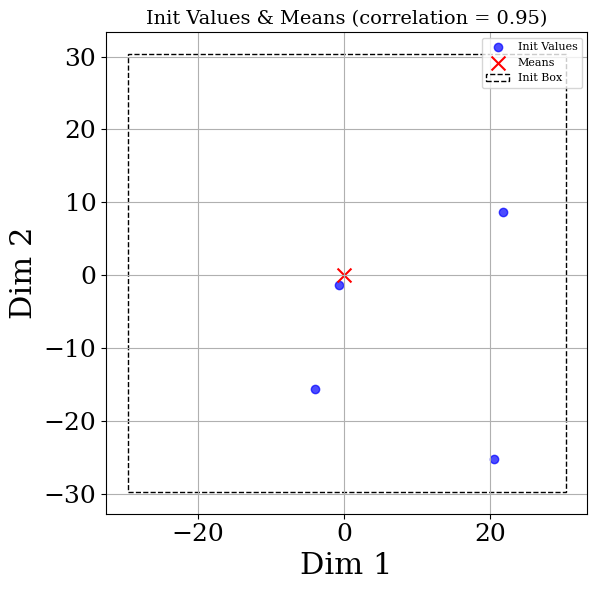 Init Values & Means (correlation = 0.95)
Init Values
Means
Init Box
30
20
10
0
−10
−20
−30
Dim 2
−20 0 20
Dim 1